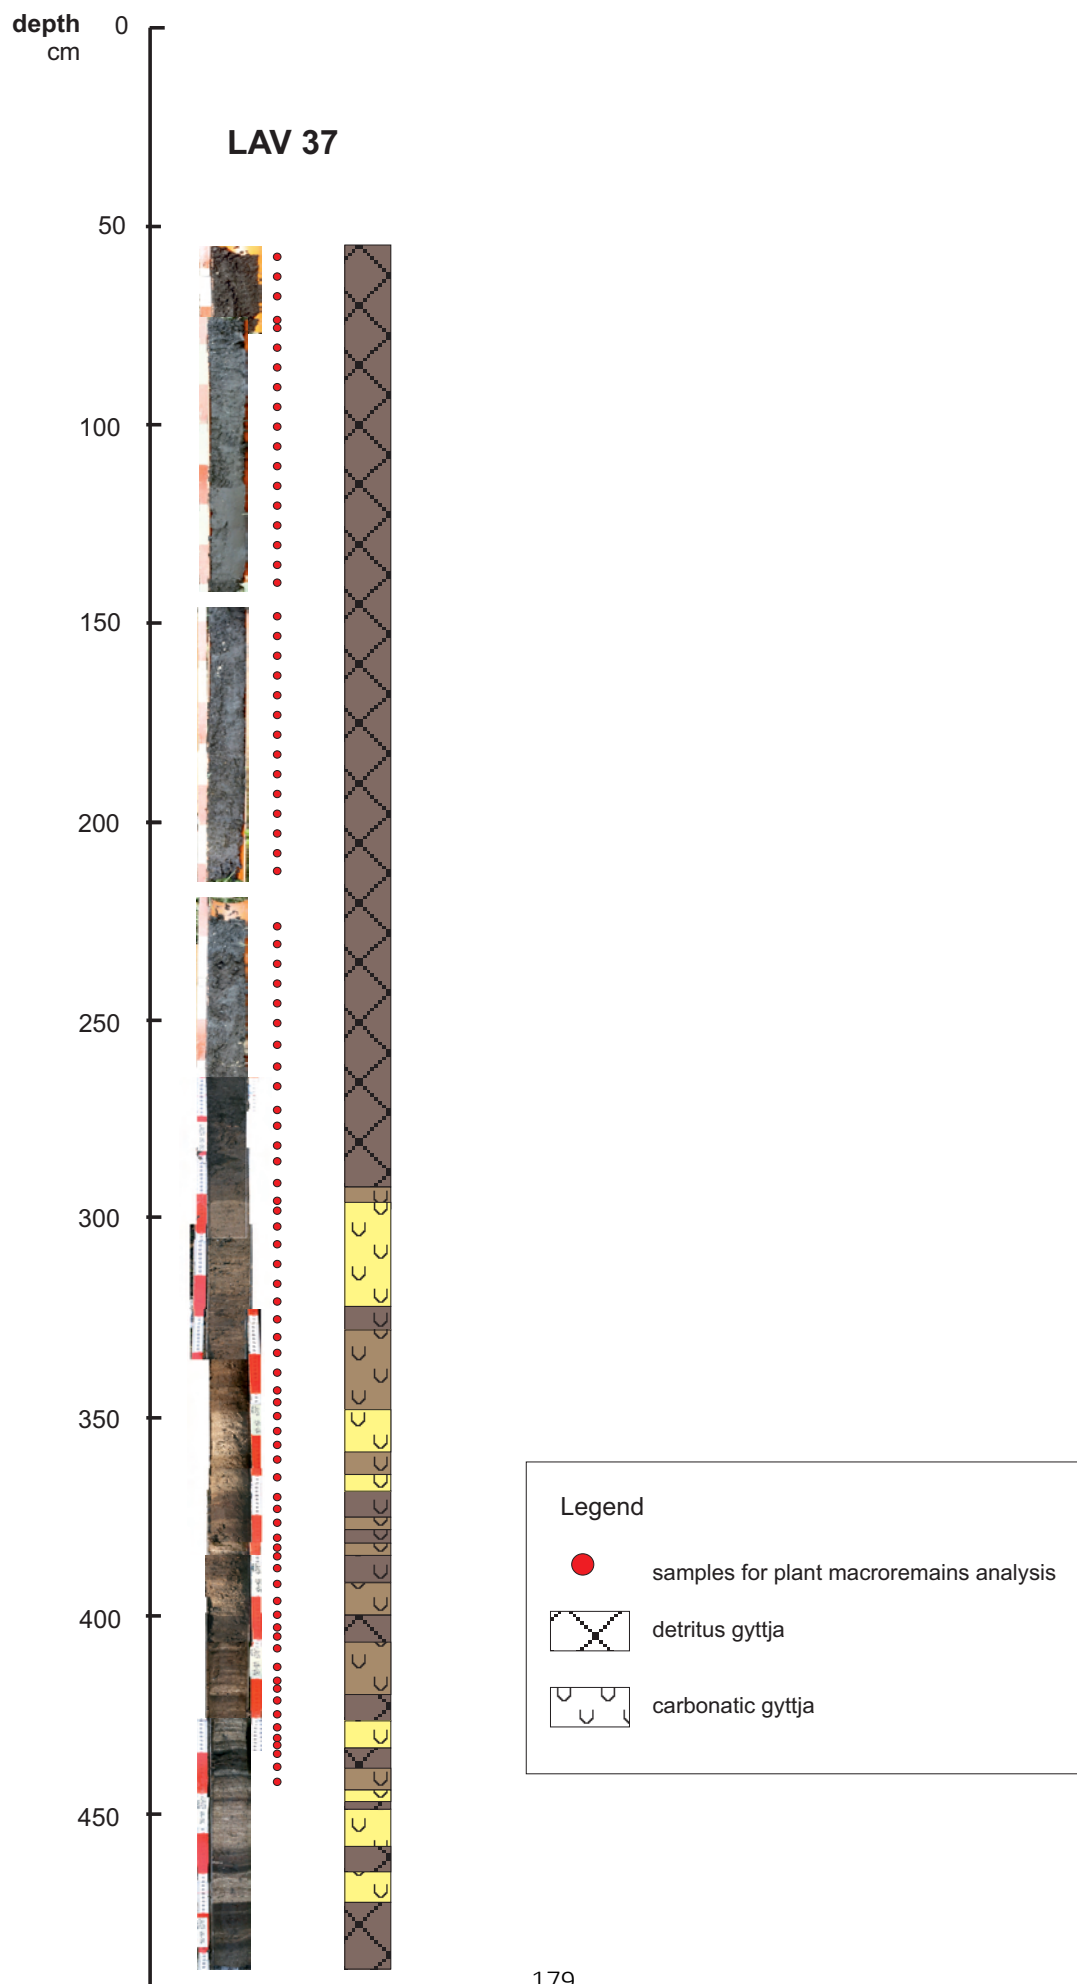 depth 0
cm
LAV 37
50
100
150
200
250
300
350
400
450
Legend
samples for plant macroremains analysis
detritus gyttja
carbonatic gyttja
179